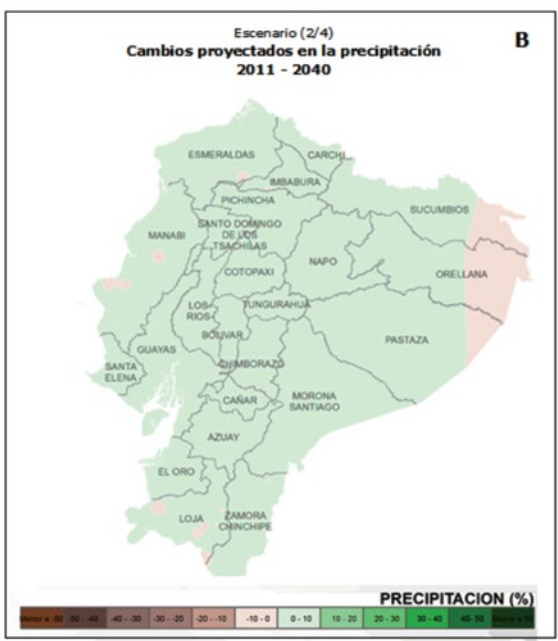 Escenario (2/4)
B
Cambios proyectados en la precipitación
2011 - 2040
ESMERALDAS
CARCHI
IMBABURA
PICHINCHA
SUCUMBIOS
SANTO DOMINGO
DE LOS
TSACHILAS
MANABI
NAPO
COTOPAXI
ORELLANA
LOS
RIOS
TUNGURAHUA
BOLIVAR
PASTAZA
GUAYAS
CHIMBORAZO
SANTA
ELENA
CAÑAR
MORONA
SANTIAGO
AZUAY
EL ORO
LOJA
ZAMORA
CHINCHIPE
PRECIPITACION (%)
Menor a -50 -50 - -40 -40 - -30 -30 - -20 -20 - -10 -10 - 0 0 - 10 10 - 20 20 - 30 30 - 40 40- 50